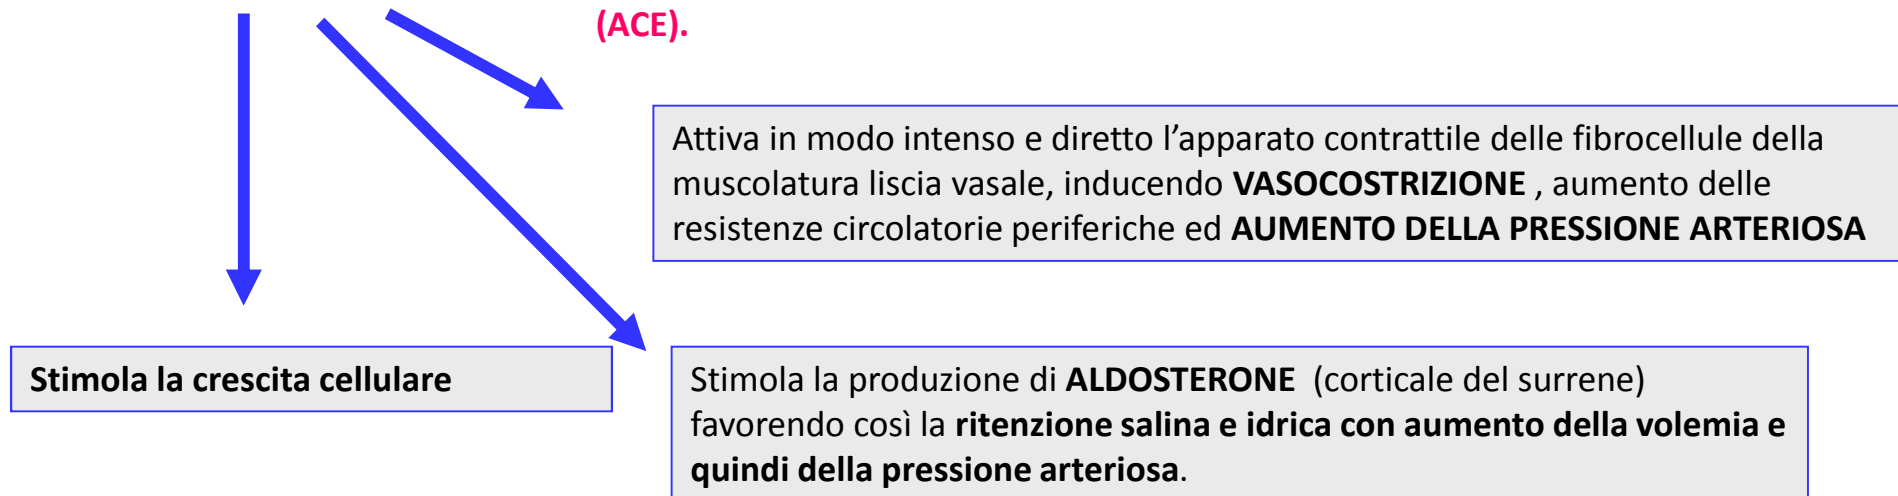 (ACE).
Attiva in modo intenso e diretto l’apparato contrattile delle fibrocellule della
muscolatura liscia vasale, inducendo VASOCOSTRIZIONE , aumento delle
resistenze circolatorie periferiche ed AUMENTO DELLA PRESSIONE ARTERIOSA
Stimola la crescita cellulare
Stimola la produzione di ALDOSTERONE (corticale del surrene)
favorendo così la ritenzione salina e idrica con aumento della volemia e
quindi della pressione arteriosa.